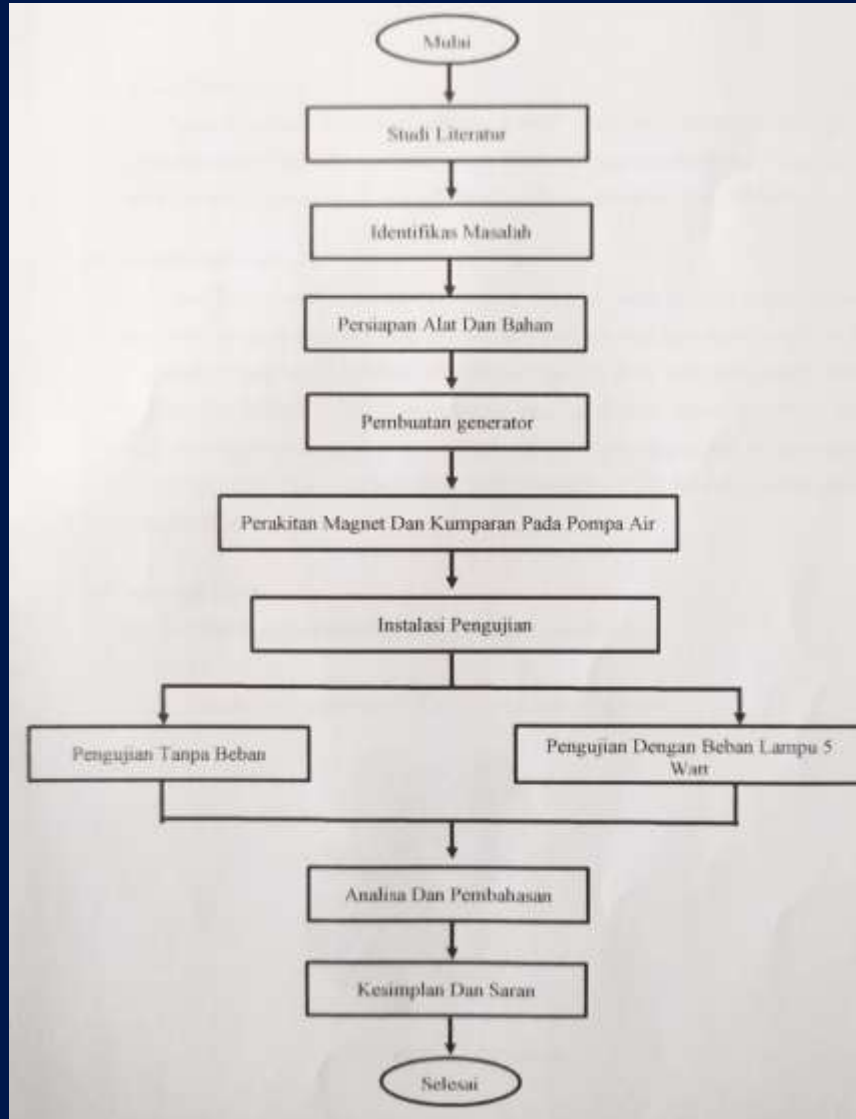 Mulai
Studi Literatur
Identifikas Masalah
Persiapan Alat Dan Bahan
Pembuatan generator
Perakitan Magnet Dan Kumparan Pada Pompa Air
Instalasi Pengujian
Pengujian Tanpa Beban
Pengujian Dengan Beban Lampu 5
Watt
Analisa Dan Pembahasan
Kesimplan Dan Saran
Selesai